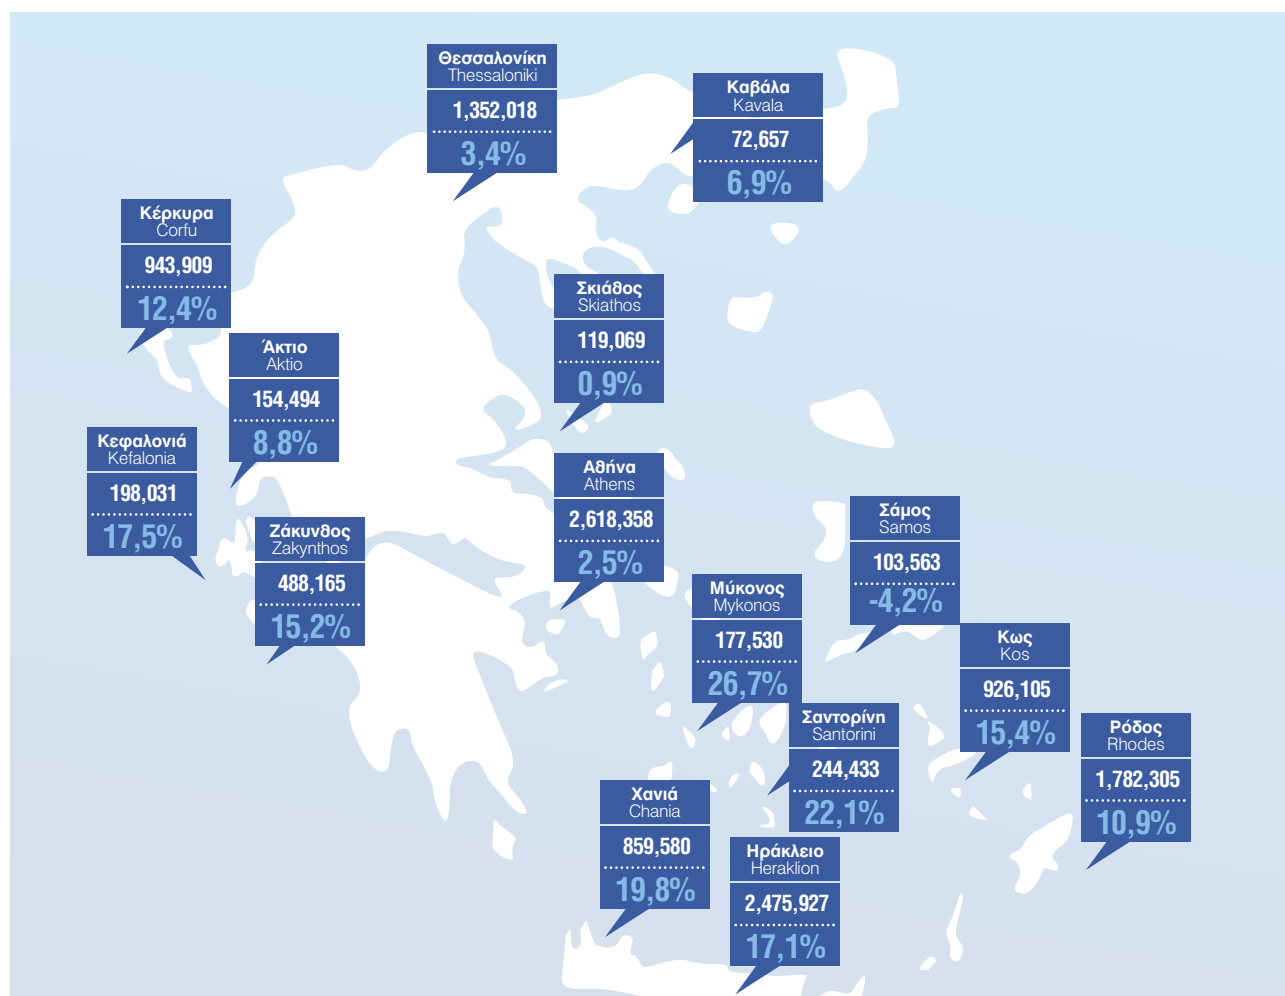 Θεσσαλονίκη
Thessaloniki
1,352,018
3,4%
Καβάλα
Kavala
72,657
6,9%
Κέρκυρα
Corfu
943,909
12,4%
Σκιάθος
Skiathos
119,069
0,9%
Άκτιο
Aktio
154,494
8,8%
Κεφαλονιά
Kefalonia
198,031
17,5%
Αθήνα
Athens
2,618,358
2,5%
Ζάκυνθος
Zakynthos
488,165
15,2%
Σάμος
Samos
103,563
-4,2%
Μύκονος
Mykonos
177,530
26,7%
Κως
Kos
926,105
15,4%
Σαντορίνη
Santorini
244,433
22,1%
Ρόδος
Rhodes
1,782,305
10,9%
Χανιά
Chania
859,580
19,8%
Ηράκλειο
Heraklion
2,475,927
17,1%